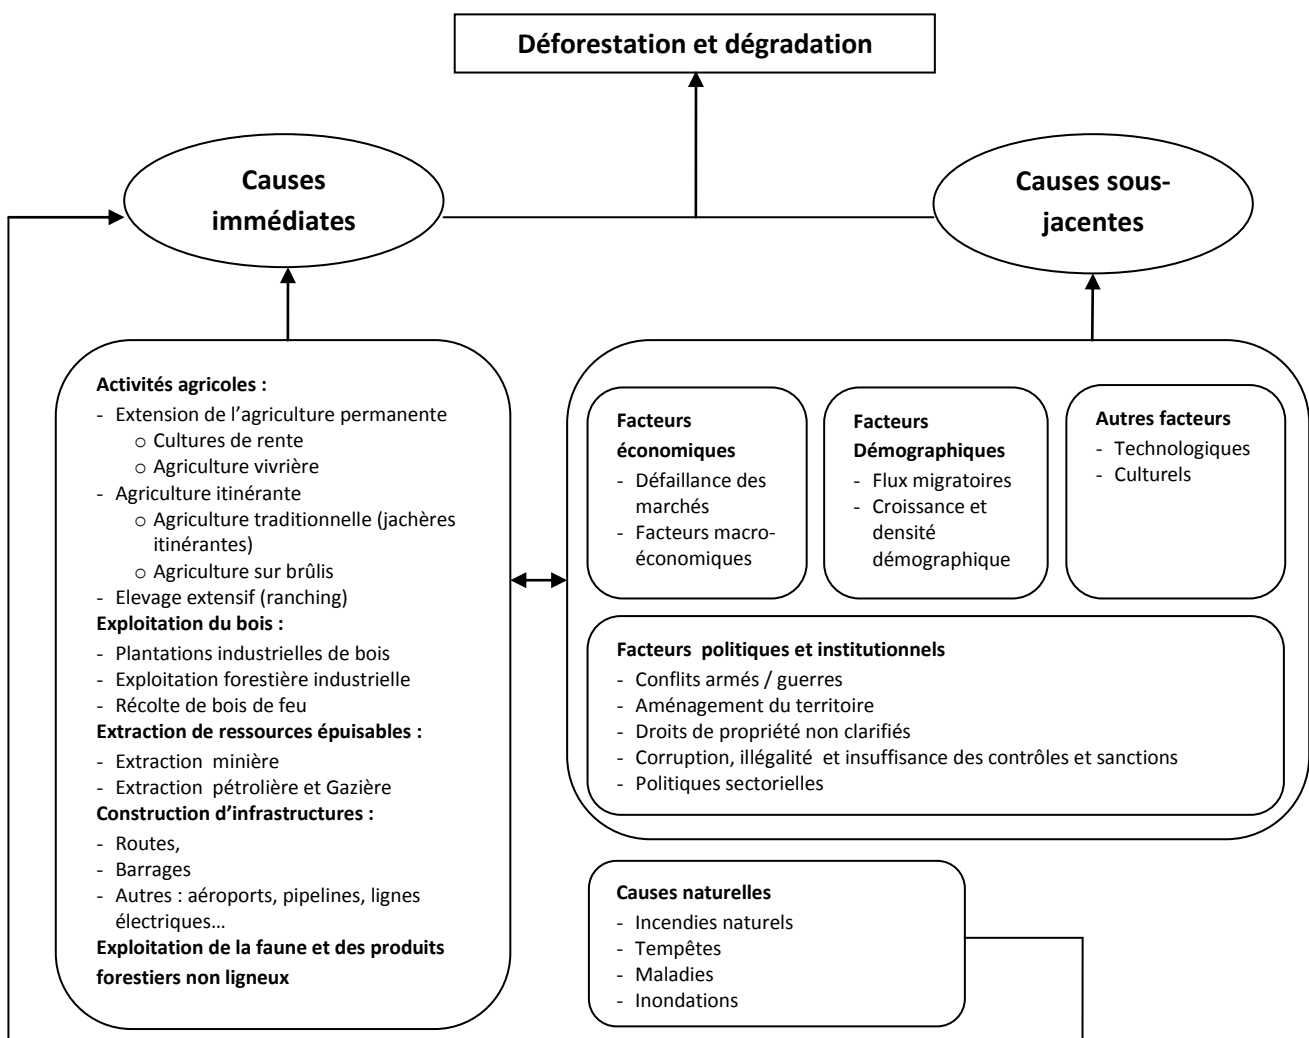 Déforestation et dégradation
Causes
immédiates
Causes sous-
jacentes
Activités agricoles :
- Extension de l’agriculture permanente
o Cultures de rente
o Agriculture vivrière
- Agriculture itinérante
o Agriculture traditionnelle (jachères
itinérantes)
o Agriculture sur brûlis
- Elevage extensif (ranching)
Exploitation du bois :
- Plantations industrielles de bois
- Exploitation forestière industrielle
- Récolte de bois de feu
Extraction de ressources épuisables :
- Extraction minière
- Extraction pétrolière et Gazière
Construction d’infrastructures :
- Routes,
- Barrages
- Autres : aéroports, pipelines, lignes
électriques…
Exploitation de la faune et des produits
forestiers non ligneux
Facteurs
économiques
- Défaillance des
marchés
- Facteurs macro-
économiques
Facteurs
Démographiques
- Flux migratoires
- Croissance et
densité
démographique
Autres facteurs
- Technologiques
- Culturels
Facteurs politiques et institutionnels
- Conflits armés / guerres
- Aménagement du territoire
- Droits de propriété non clarifiés
- Corruption, illégalité et insuffisance des contrôles et sanctions
- Politiques sectorielles
Causes naturelles
- Incendies naturels
- Tempêtes
- Maladies
- Inondations